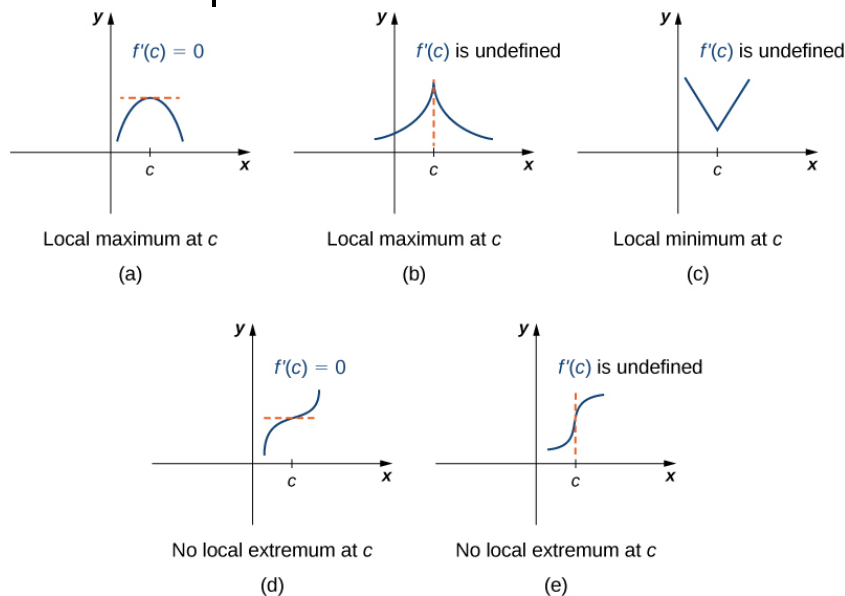 y
f'(c) = 0
x
c
Local maximum at c
(a)
y
f'(c) is undefined
x
c
Local maximum at c
(b)
y
f'(c) is undefined
x
c
Local minimum at c
(c)
y
f'(c) = 0
x
c
No local extremum at c
(d)
y
f'(c) is undefined
x
c
No local extremum at c
(e)